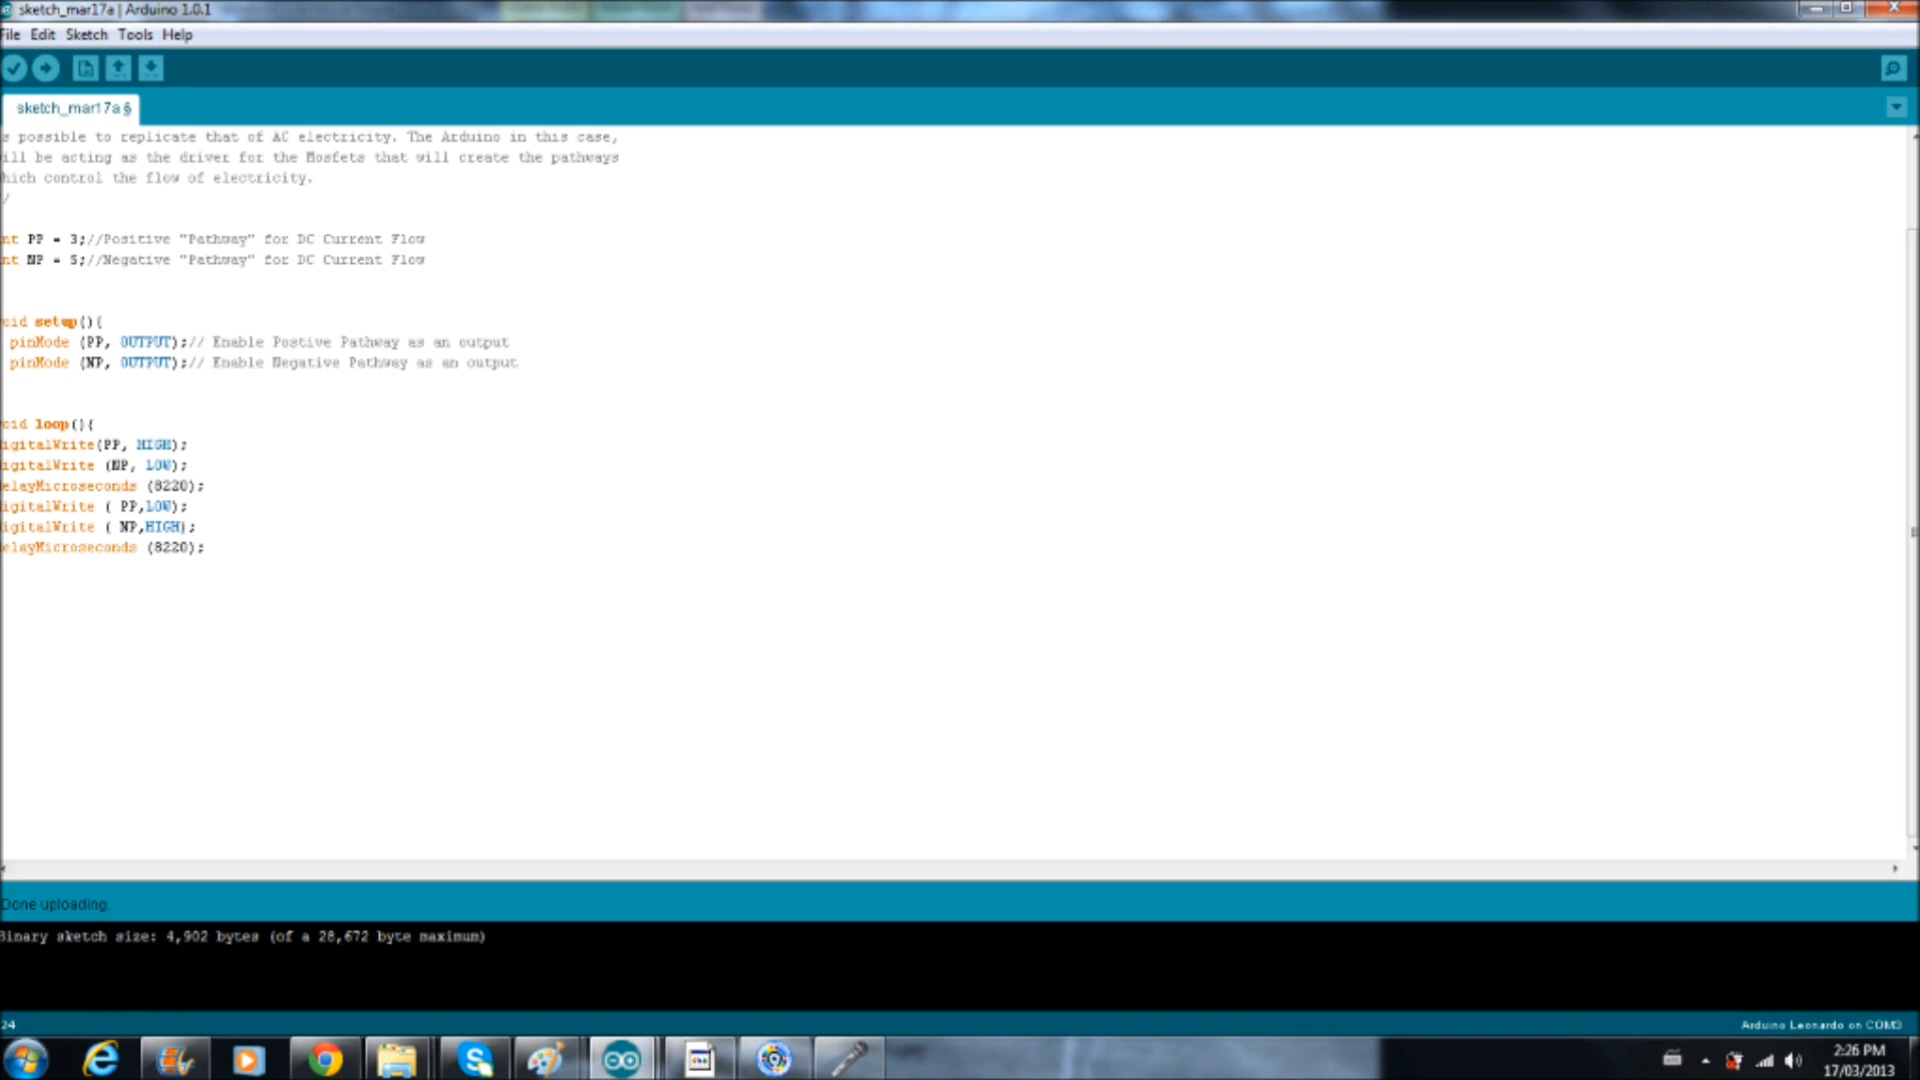 sketch_mar17a | Arduino 1.0.1
File Edit Sketch Tools Help
sketch_mar17a §
s possible to replicate that of AC electricity. The Arduino in this case,
ill be acting as the driver for the Mosfets that will create the pathways
hich control the flow of electricity.
/
nt PP = 3;//Positive "Pathway" for DC Current Flow
nt NP = 5;//Negative "Pathway" for DC Current Flow
oid setup(){
pinMode (PP, OUTPUT);// Enable Postive Pathway as an output
pinMode (NP, OUTPUT);// Enable Negative Pathway as an output
oid loop(){
igitalWrite(PP, HIGH);
igitalWrite (NP, LOW);
elayMicroseconds (8220);
igitalWrite ( PP,LOW);
igitalWrite ( NP,HIGH);
elayMicroseconds (8220);
Done uploading.
Binary sketch size: 4,902 bytes (of a 28,672 byte maximum)
24
Arduino Leonardo on COM3
2:26 PM
17/03/2013